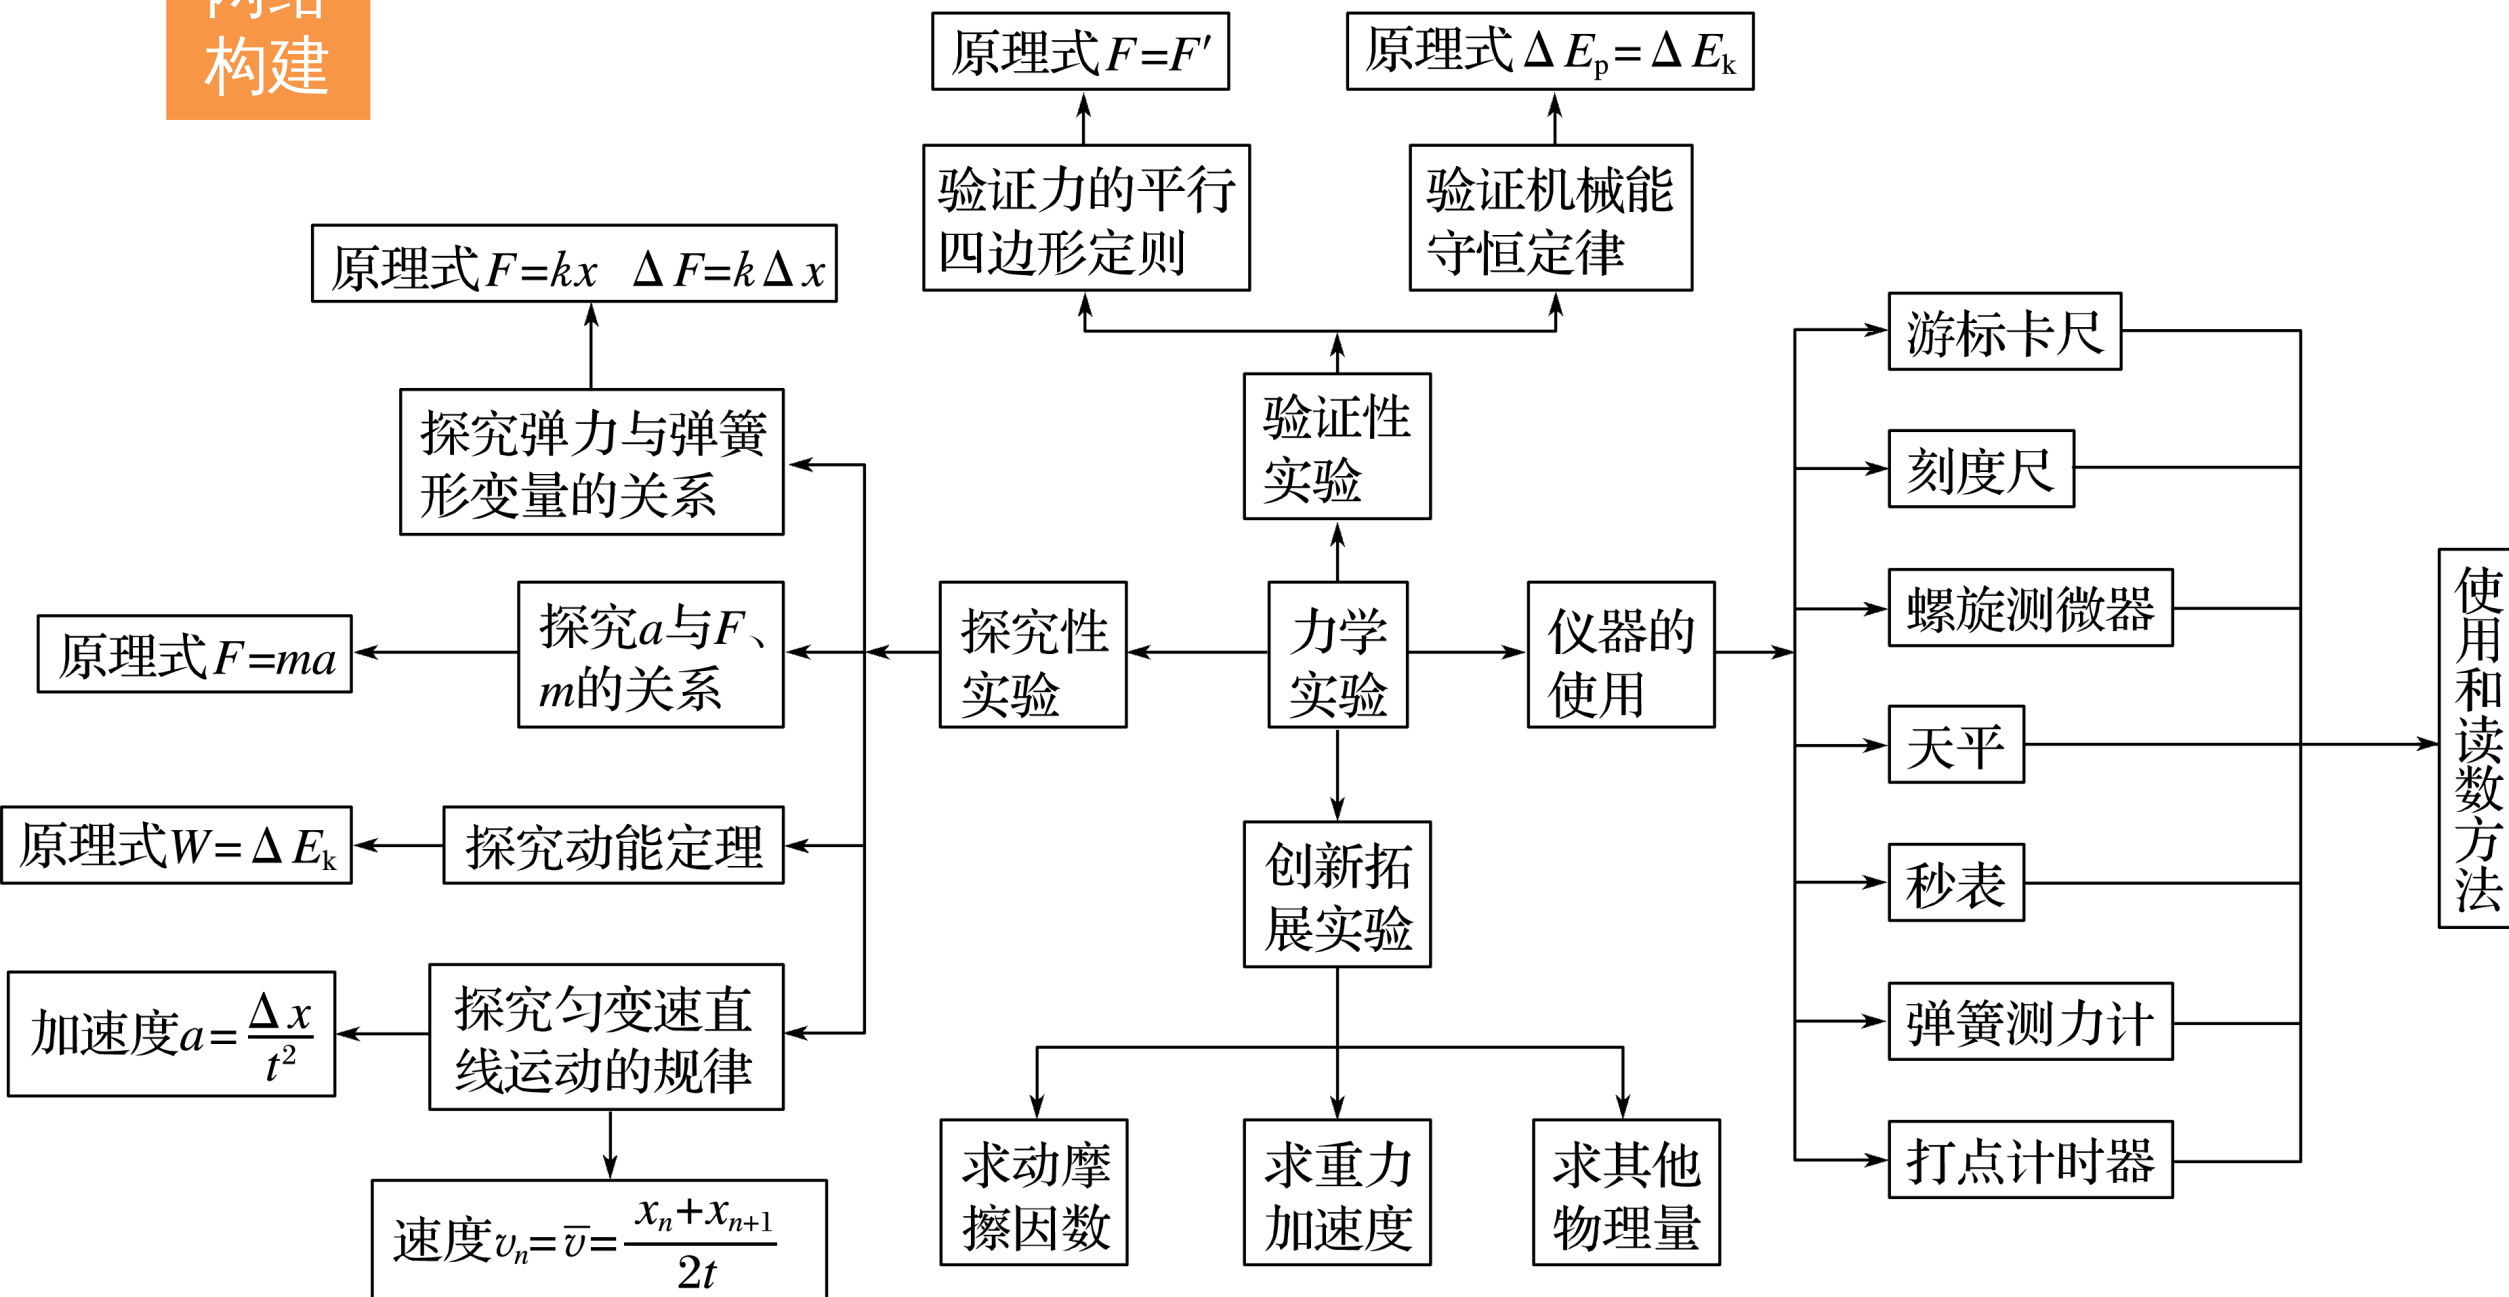 网络
构建
原理式F=F′
原理式ΔEp=ΔEk
验证力的平行
四边形定则
验证机械能
守恒定律
原理式F=kx ΔF=kΔx
探究弹力与弹簧
形变量的关系
验证性
实验
原理式F=ma
探究a与F、
m的关系
探究性
实验
力学
实验
仪器的
使用
原理式W=ΔEk
探究动能定理
创新拓
展实验
加速度a=Δx/t²
探究匀变速直
线运动的规律
速度vn=v̅=(xn+xn+1)/2t
求动摩
擦因数
求重力
加速度
求其他
物理量
游标卡尺
刻度尺
螺旋测微器
天平
秒表
弹簧测力计
打点计时器
使用和读数方法